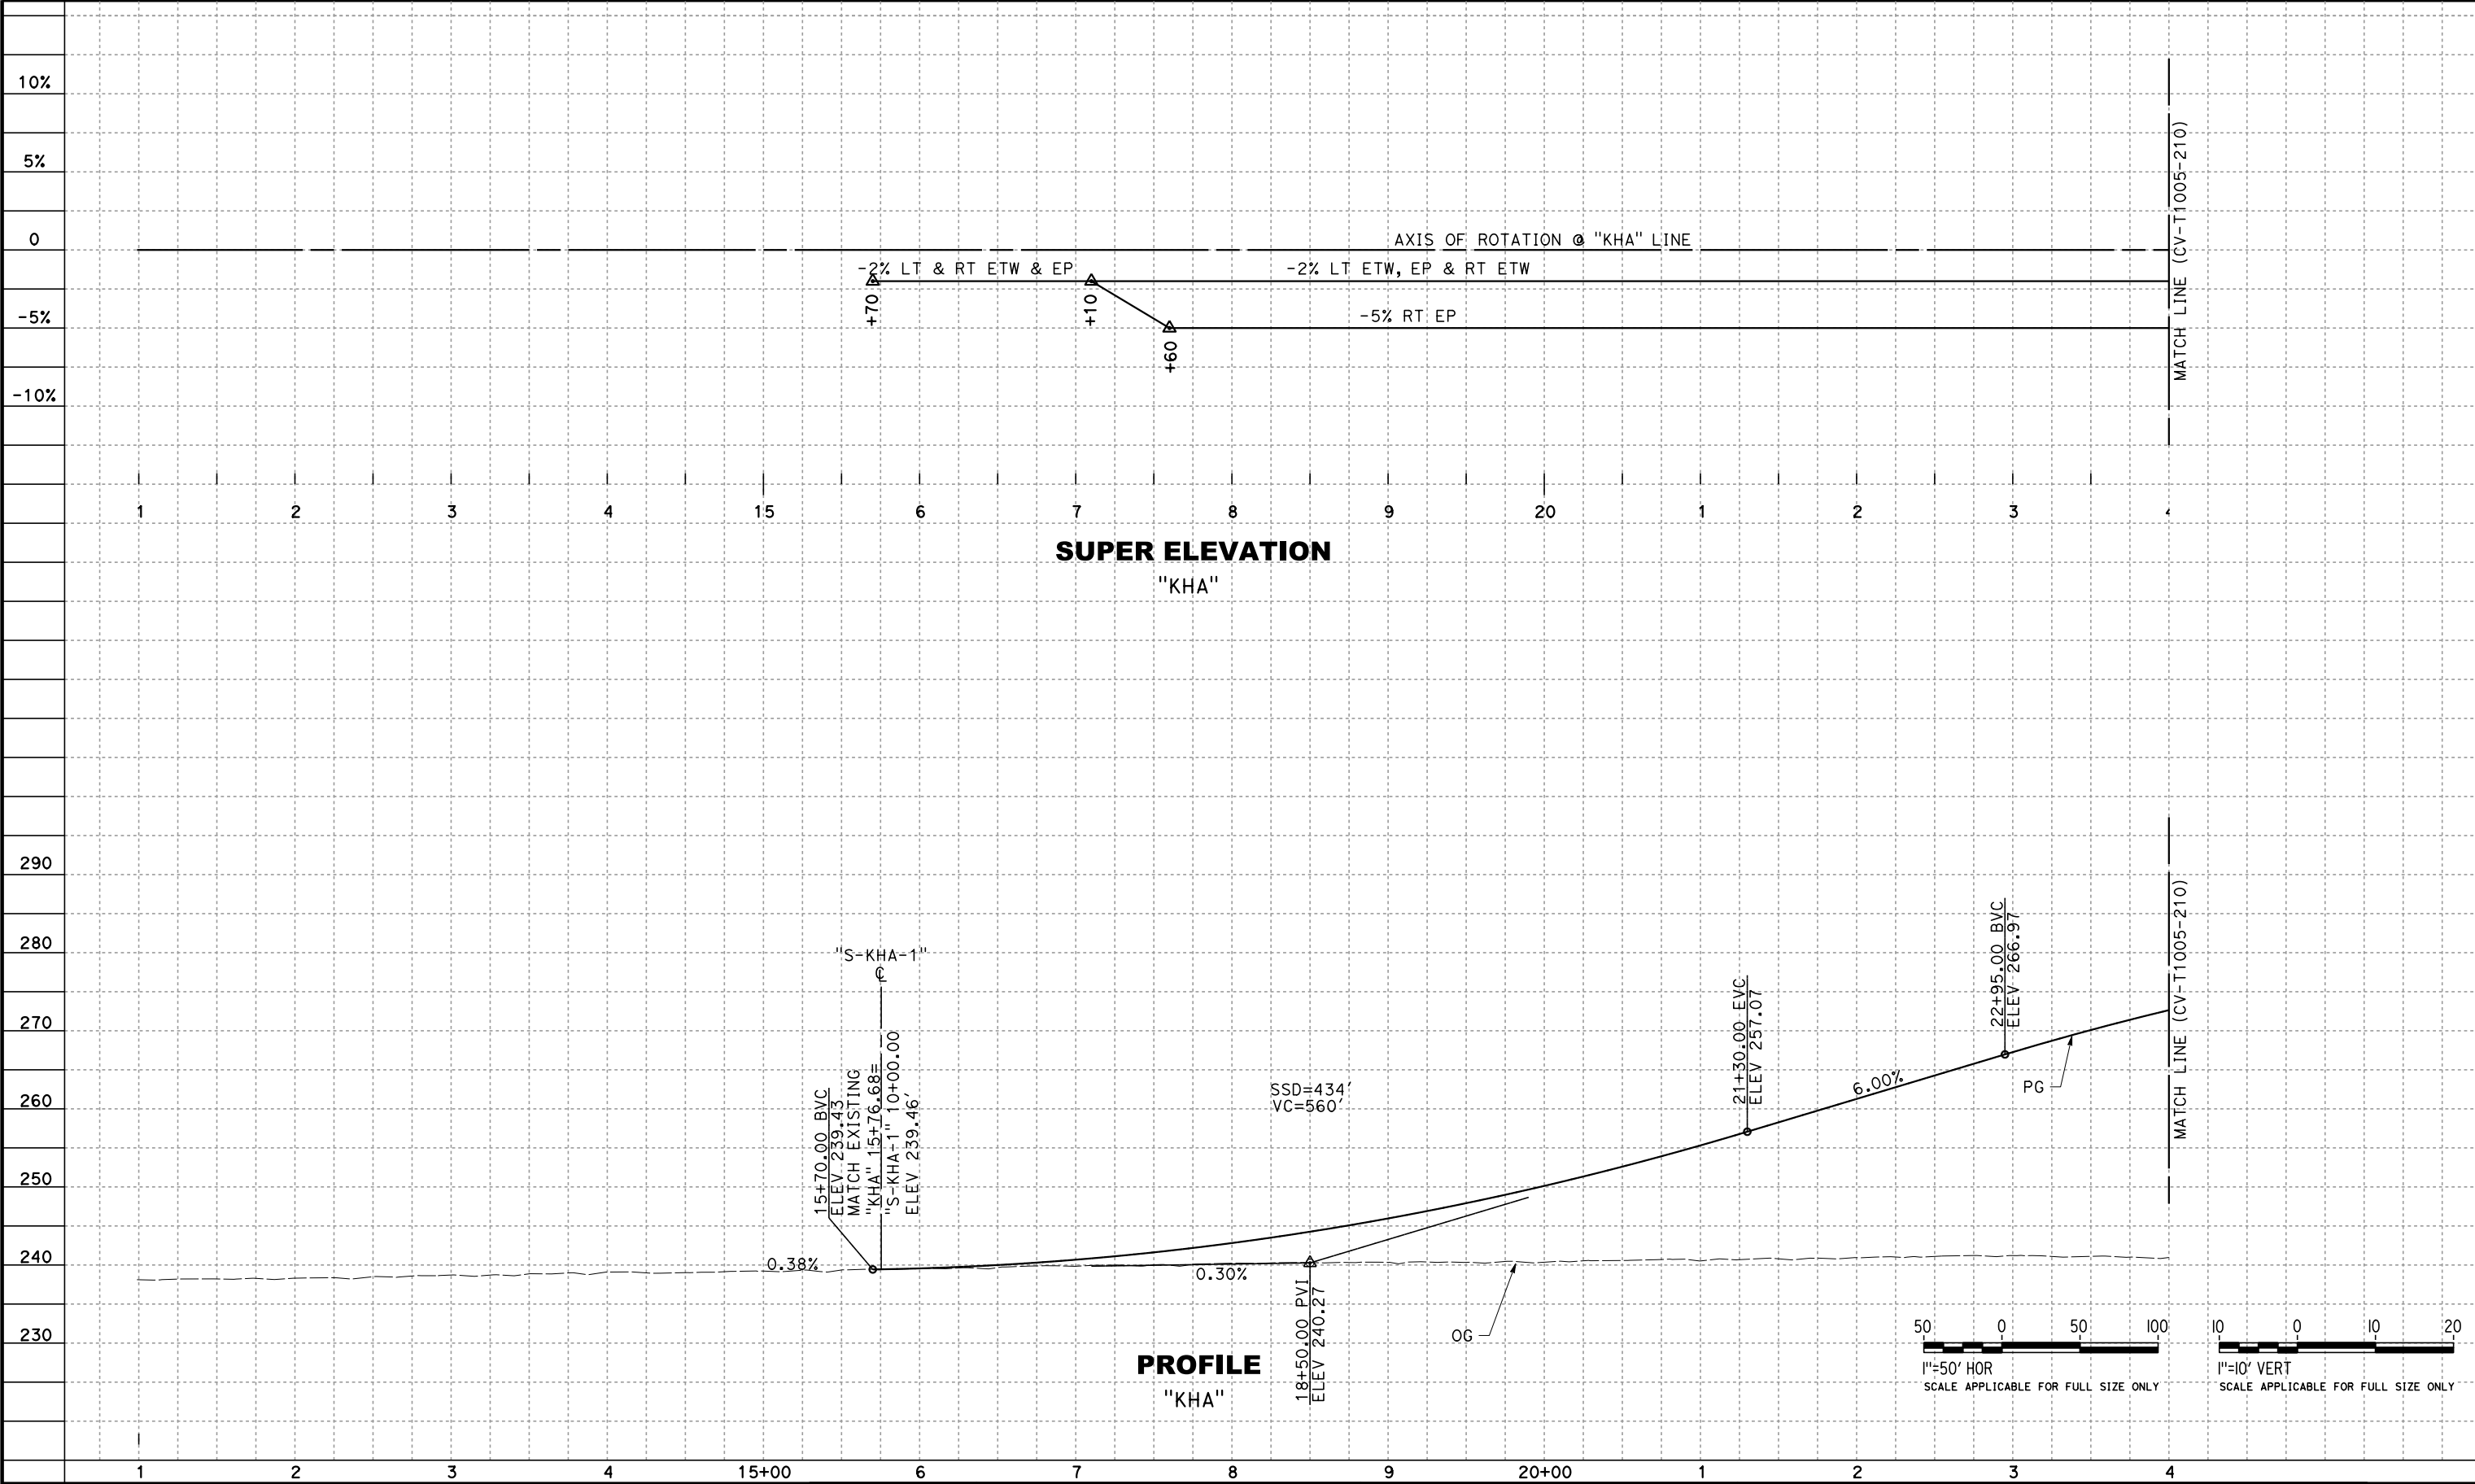 10%
5%
0
-5%
-10%
AXIS OF ROTATION @ "KHA" LINE
-2% LT & RT ETW & EP
-2% LT ETW, EP & RT ETW
-5% RT EP
+70
+10
+60
MATCH LINE (CV-T1005-210)
1 2 3 4 15 6 7 8 9 20 1 2 3 4
SUPER ELEVATION
"KHA"
290
280
270
260
250
240
230
"S-KHA-1"
℄
15+70.00 BVC
ELEV 239.43
MATCH EXISTING
"KHA" 15+76.68=
"S-KHA-1" 10+00.00
ELEV 239.46'
0.38%
0.30%
SSD=434'
VC=560'
18+50.00 PVI
ELEV 240.27
OG
21+30.00 EVC
ELEV 257.07
6.00%
22+95.00 BVC
ELEV 266.97
PG
MATCH LINE (CV-T1005-210)
PROFILE
"KHA"
50 0 50 100
1"=50' HOR
SCALE APPLICABLE FOR FULL SIZE ONLY
10 0 10 20
1"=10' VERT
SCALE APPLICABLE FOR FULL SIZE ONLY
1 2 3 4 15+00 6 7 8 9 20+00 1 2 3 4